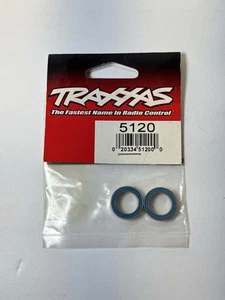 TRAXXAS
The Fastest Name in Radio Control
5120
0 20334 51200 0